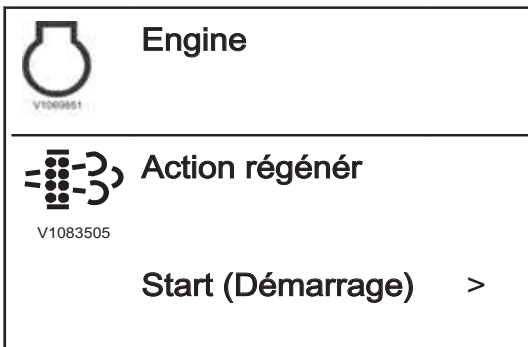 Engine
V1069851
Action régénér
V1083505
Start (Démarrage) >